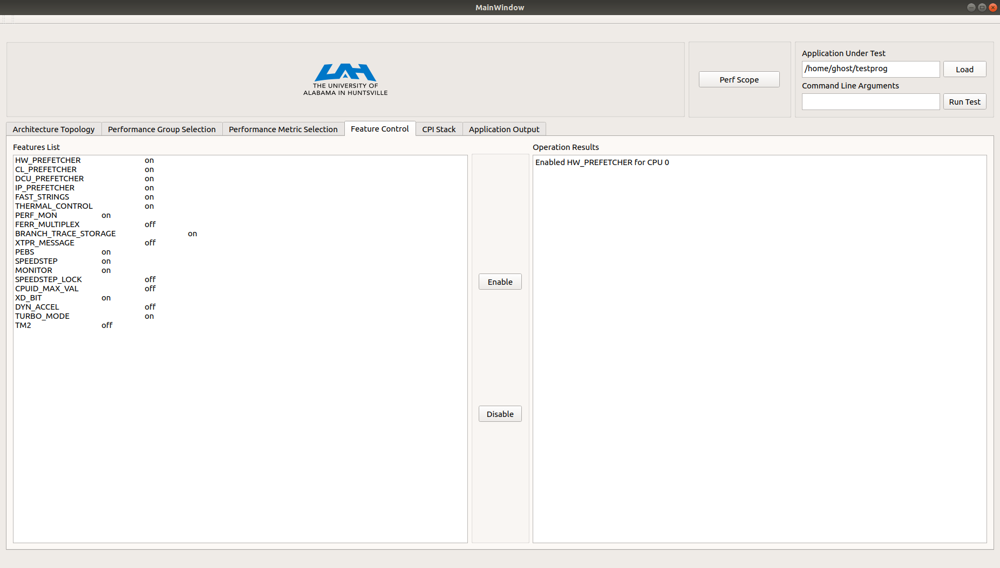 MainWindow
THE UNIVERSITY OF
ALABAMA IN HUNTSVILLE
Perf Scope
Application Under Test
/home/ghost/testprog
Load
Command Line Arguments
Run Test
Architecture Topology Performance Group Selection Performance Metric Selection Feature Control CPI Stack Application Output
Features List
HW_PREFETCHER on
CL_PREFETCHER on
DCU_PREFETCHER on
IP_PREFETCHER on
FAST_STRINGS on
THERMAL_CONTROL on
PERF_MON on
FERR_MULTIPLEX off
BRANCH_TRACE_STORAGE on
XTPR_MESSAGE off
PEBS on
SPEEDSTEP on
MONITOR on
SPEEDSTEP_LOCK off
CPUID_MAX_VAL off
XD_BIT on
DYN_ACCEL off
TURBO_MODE on
TM2 off
Enable
Disable
Operation Results
Enabled HW_PREFETCHER for CPU 0